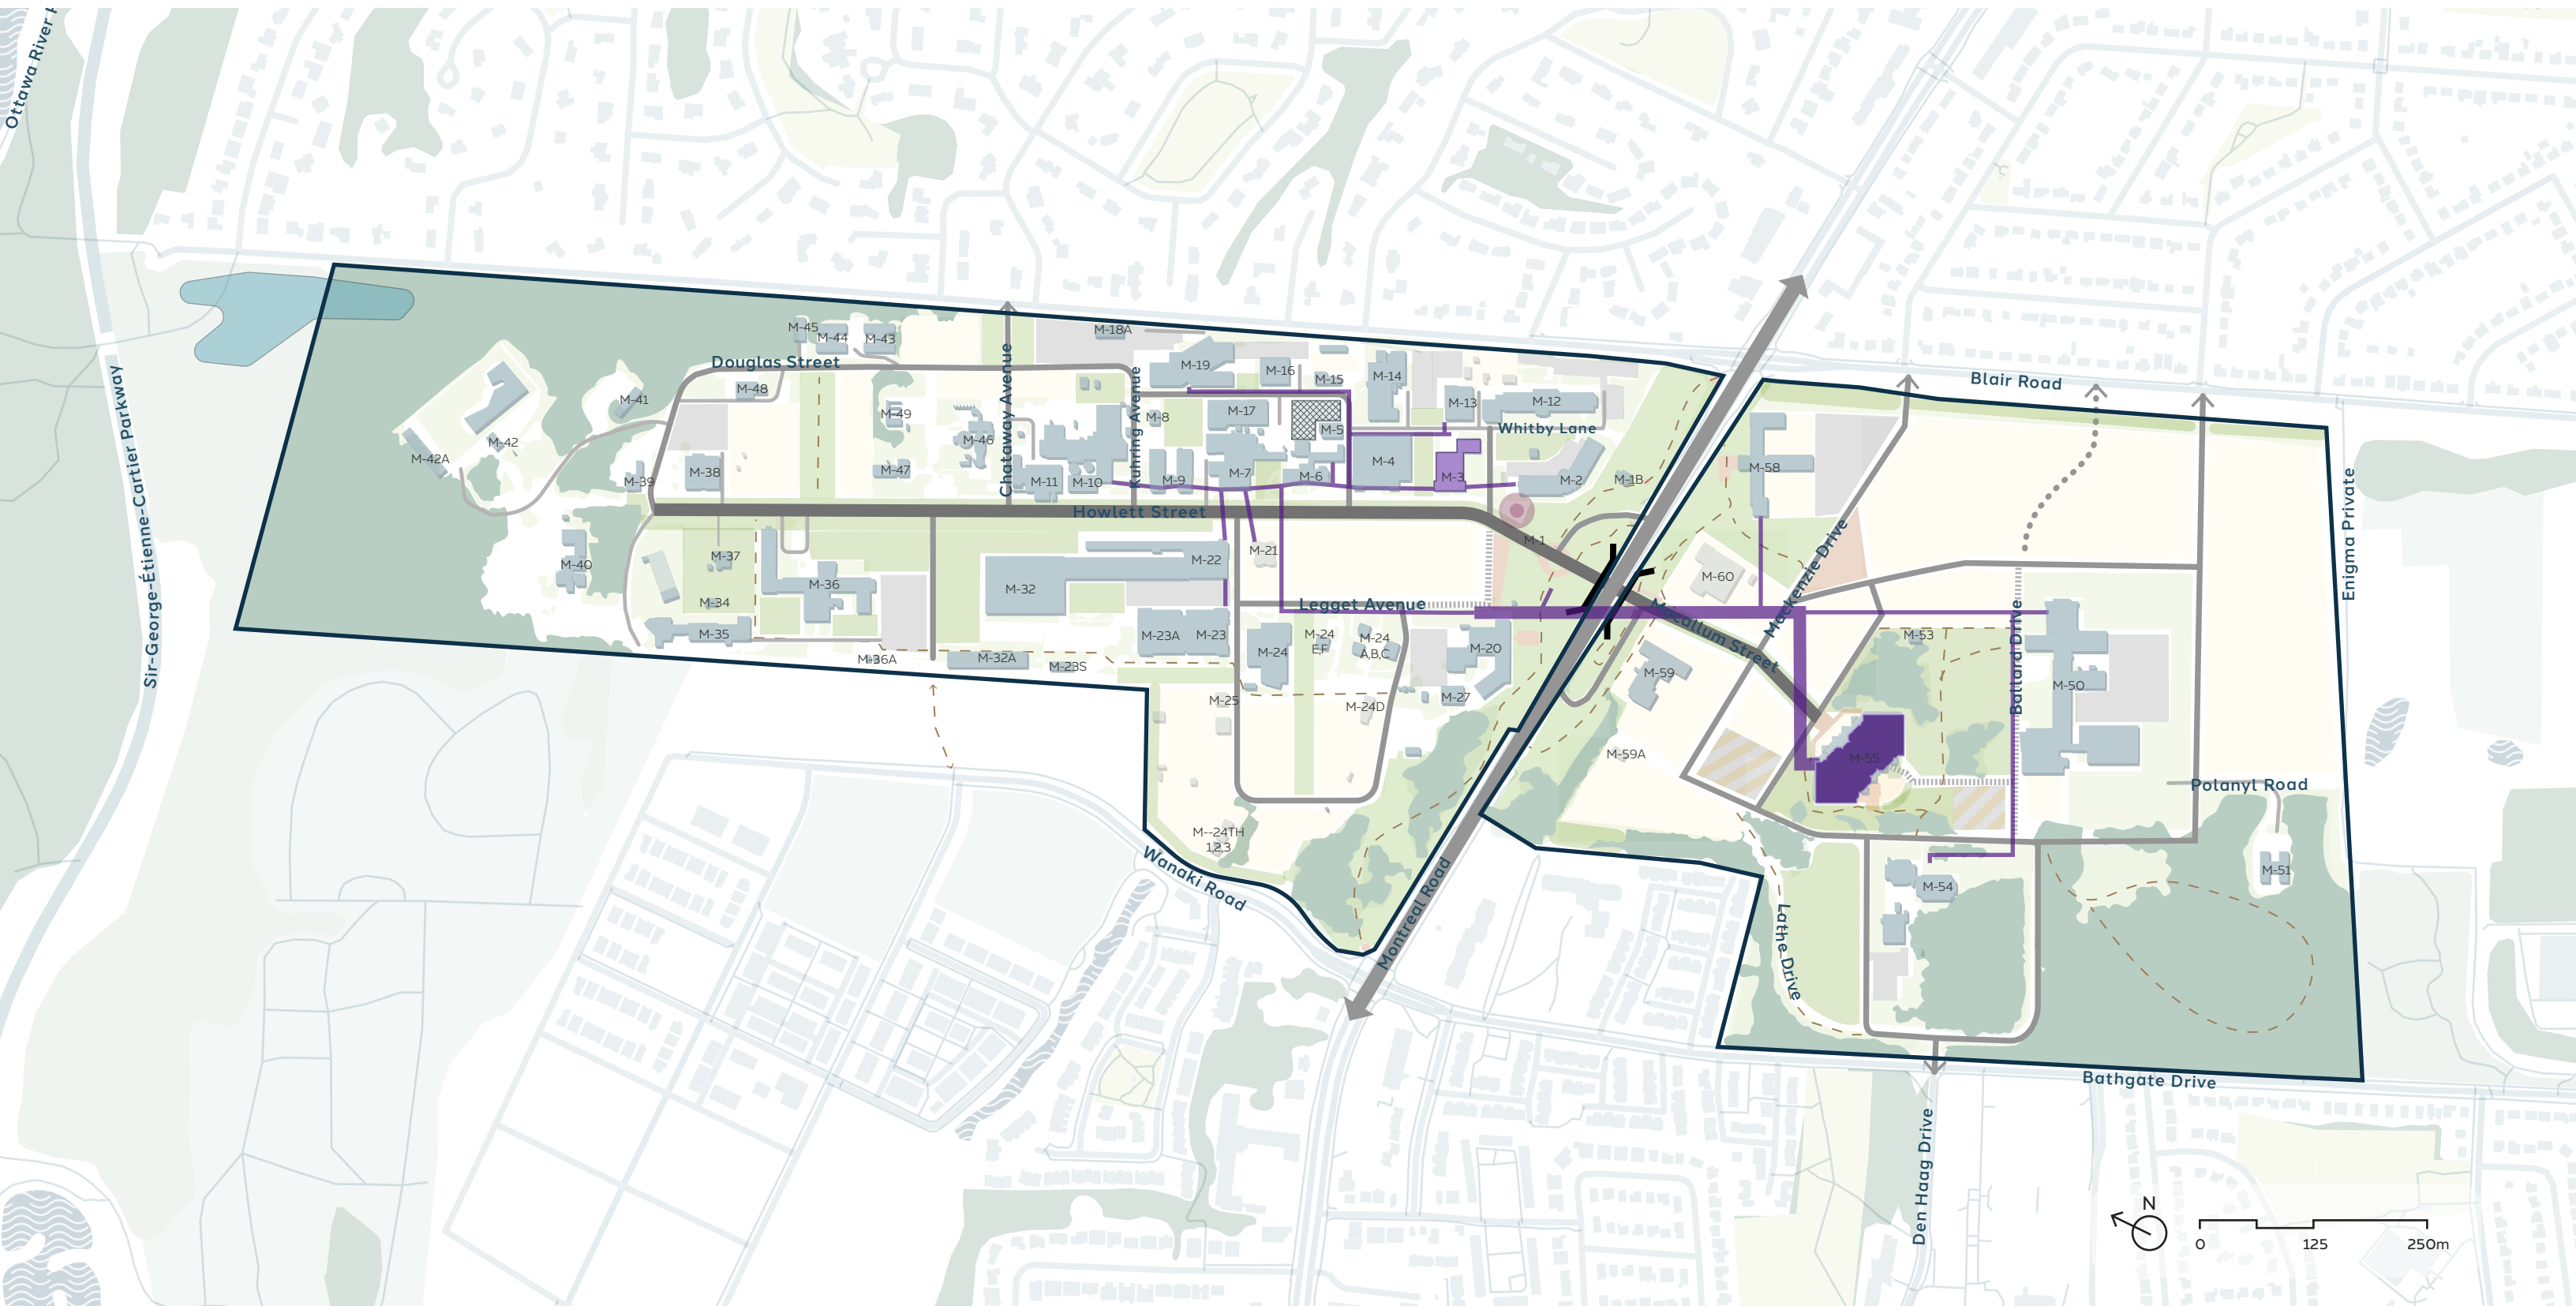 Ottawa River P
Sir-George-Étienne-Cartier Parkway
M-45
M-44
M-43
M-18A
Douglas Street
M-48
M-41
M-42
M-42A
M-39
M-38
M-49
M-46
M-47
Chataway Avenue
Kuhring Avenue
M-11
M-10
M-8
M-9
M-19
M-16
M-15
M-17
M-5
M-7
M-6
M-14
M-13
M-12
Whitby Lane
M-4
M-3
M-2
M-1B
Howlett Street
M-1
M-40
M-37
M-34
M-35
M-36
M-36A
M-32
M-32A
M-22
M-21
M-23A
M-23
M-23S
Legget Avenue
M-24
M-24
E,F
M-24
A,B,C
M-24D
M-25
M--24TH
1,2,3
M-20
M-27
Wanaki Road
Montreal Road
Blair Road
M-58
M-60
Mackenzie Drive
McCallum Street
M-59
M-59A
M-53
M-55
Ballard Drive
M-50
Enigma Private
Polanyl Road
M-51
M-54
Lathe Drive
Bathgate Drive
Den Haag Drive
N
0
125
250m